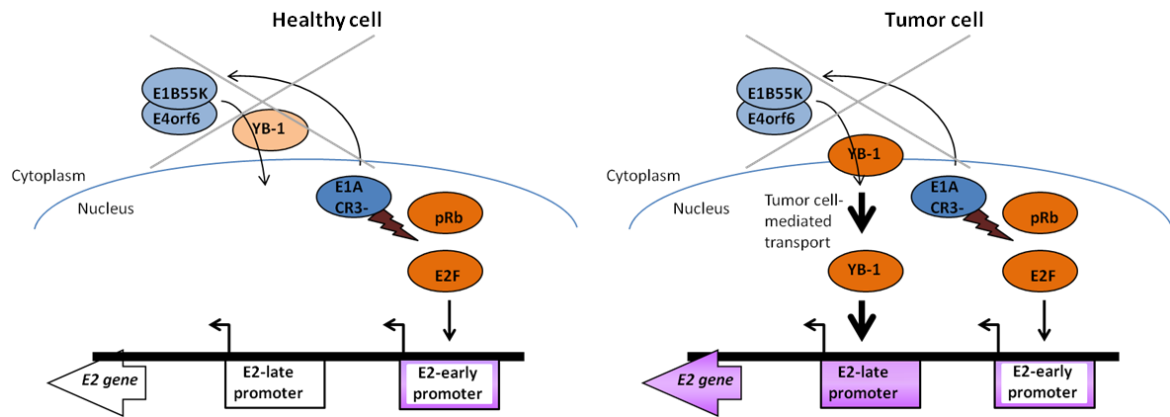 Healthy cell
E1B55K
E4orf6
YB-1
Cytoplasm
Nucleus
E1A
CR3-
pRb
E2F
E2 gene
E2-late
promoter
E2-early
promoter
Tumor cell
E1B55K
E4orf6
YB-1
Cytoplasm
Nucleus
Tumor cell-
mediated
transport
E1A
CR3-
pRb
YB-1
E2F
E2 gene
E2-late
promoter
E2-early
promoter